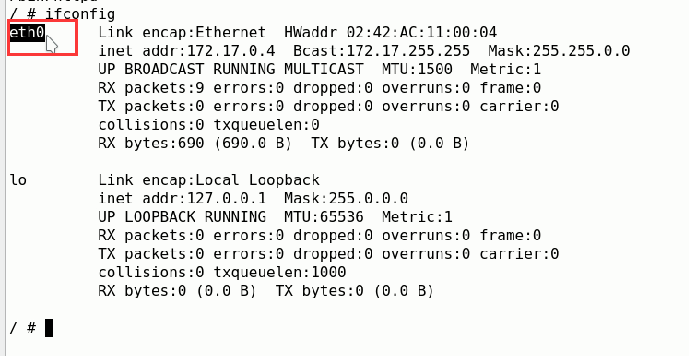 / # ifconfig
eth0      Link encap:Ethernet  HWaddr 02:42:AC:11:00:04
          inet addr:172.17.0.4  Bcast:172.17.255.255  Mask:255.255.0.0
          UP BROADCAST RUNNING MULTICAST  MTU:1500  Metric:1
          RX packets:9 errors:0 dropped:0 overruns:0 frame:0
          TX packets:0 errors:0 dropped:0 overruns:0 carrier:0
          collisions:0 txqueuelen:0
          RX bytes:690 (690.0 B)  TX bytes:0 (0.0 B)

lo        Link encap:Local Loopback
          inet addr:127.0.0.1  Mask:255.0.0.0
          UP LOOPBACK RUNNING  MTU:65536  Metric:1
          RX packets:0 errors:0 dropped:0 overruns:0 frame:0
          TX packets:0 errors:0 dropped:0 overruns:0 carrier:0
          collisions:0 txqueuelen:1000
          RX bytes:0 (0.0 B)  TX bytes:0 (0.0 B)

/ #